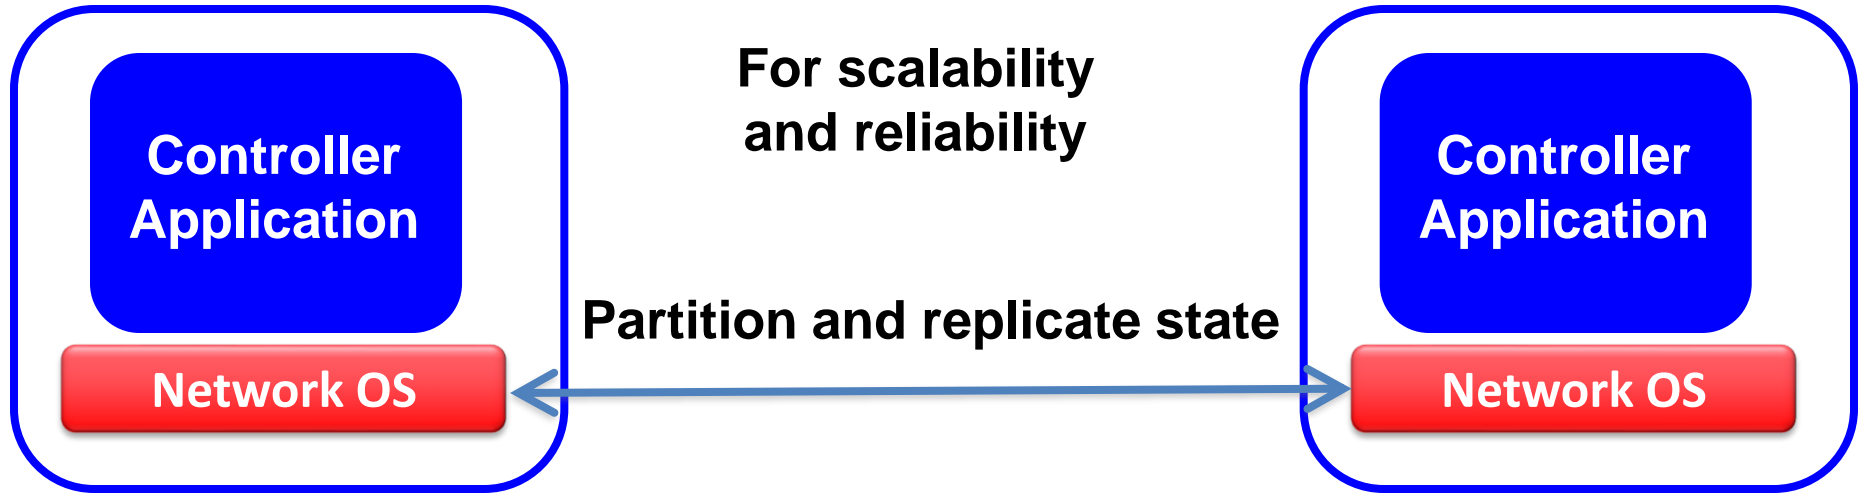 Controller
Application
Network OS
For scalability
and reliability
Partition and replicate state
Controller
Application
Network OS